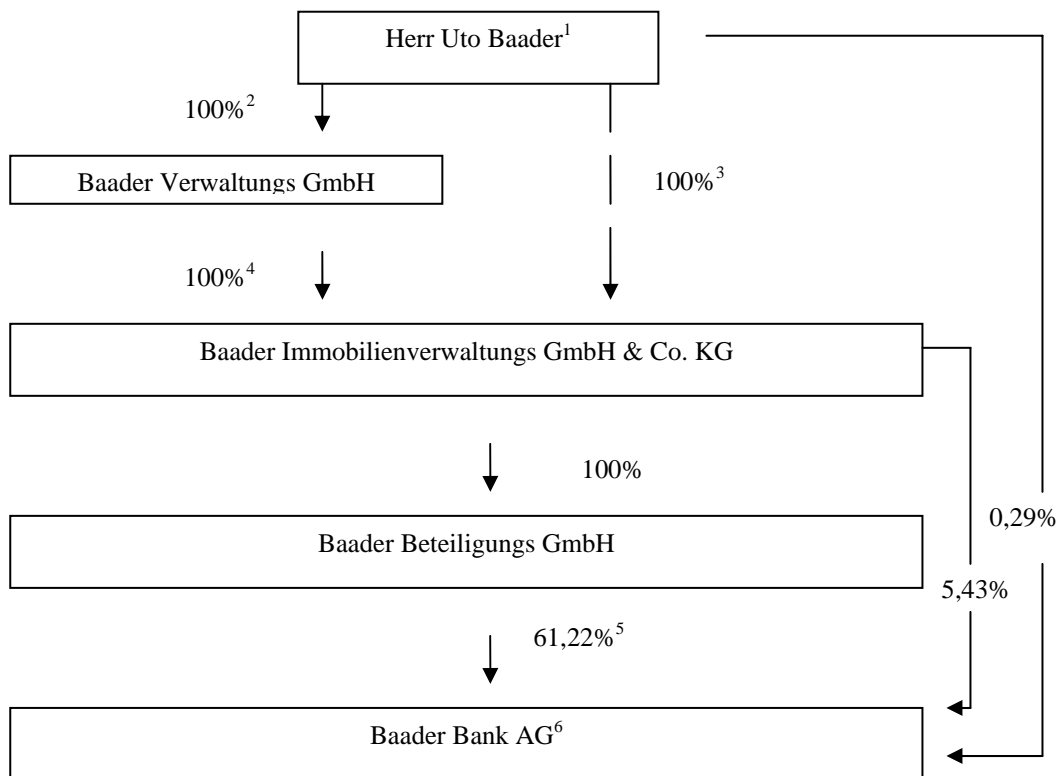 Herr Uto Baader¹
100%²
Baader Verwaltungs GmbH
100%³
100%⁴
Baader Immobilienverwaltungs GmbH & Co. KG
100%
Baader Beteiligungs GmbH
0,29%
5,43%
61,22%⁵
Baader Bank AG⁶